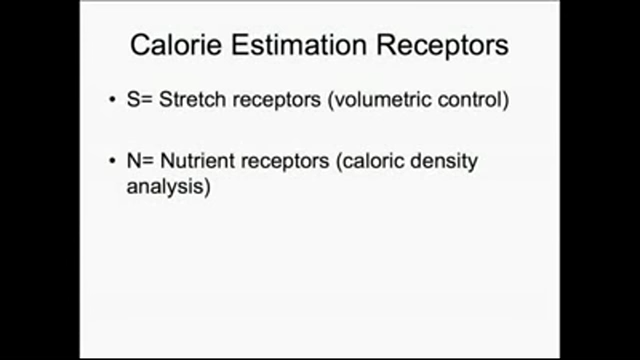 Calorie Estimation Receptors
• S= Stretch receptors (volumetric control)
• N= Nutrient receptors (caloric density
analysis)